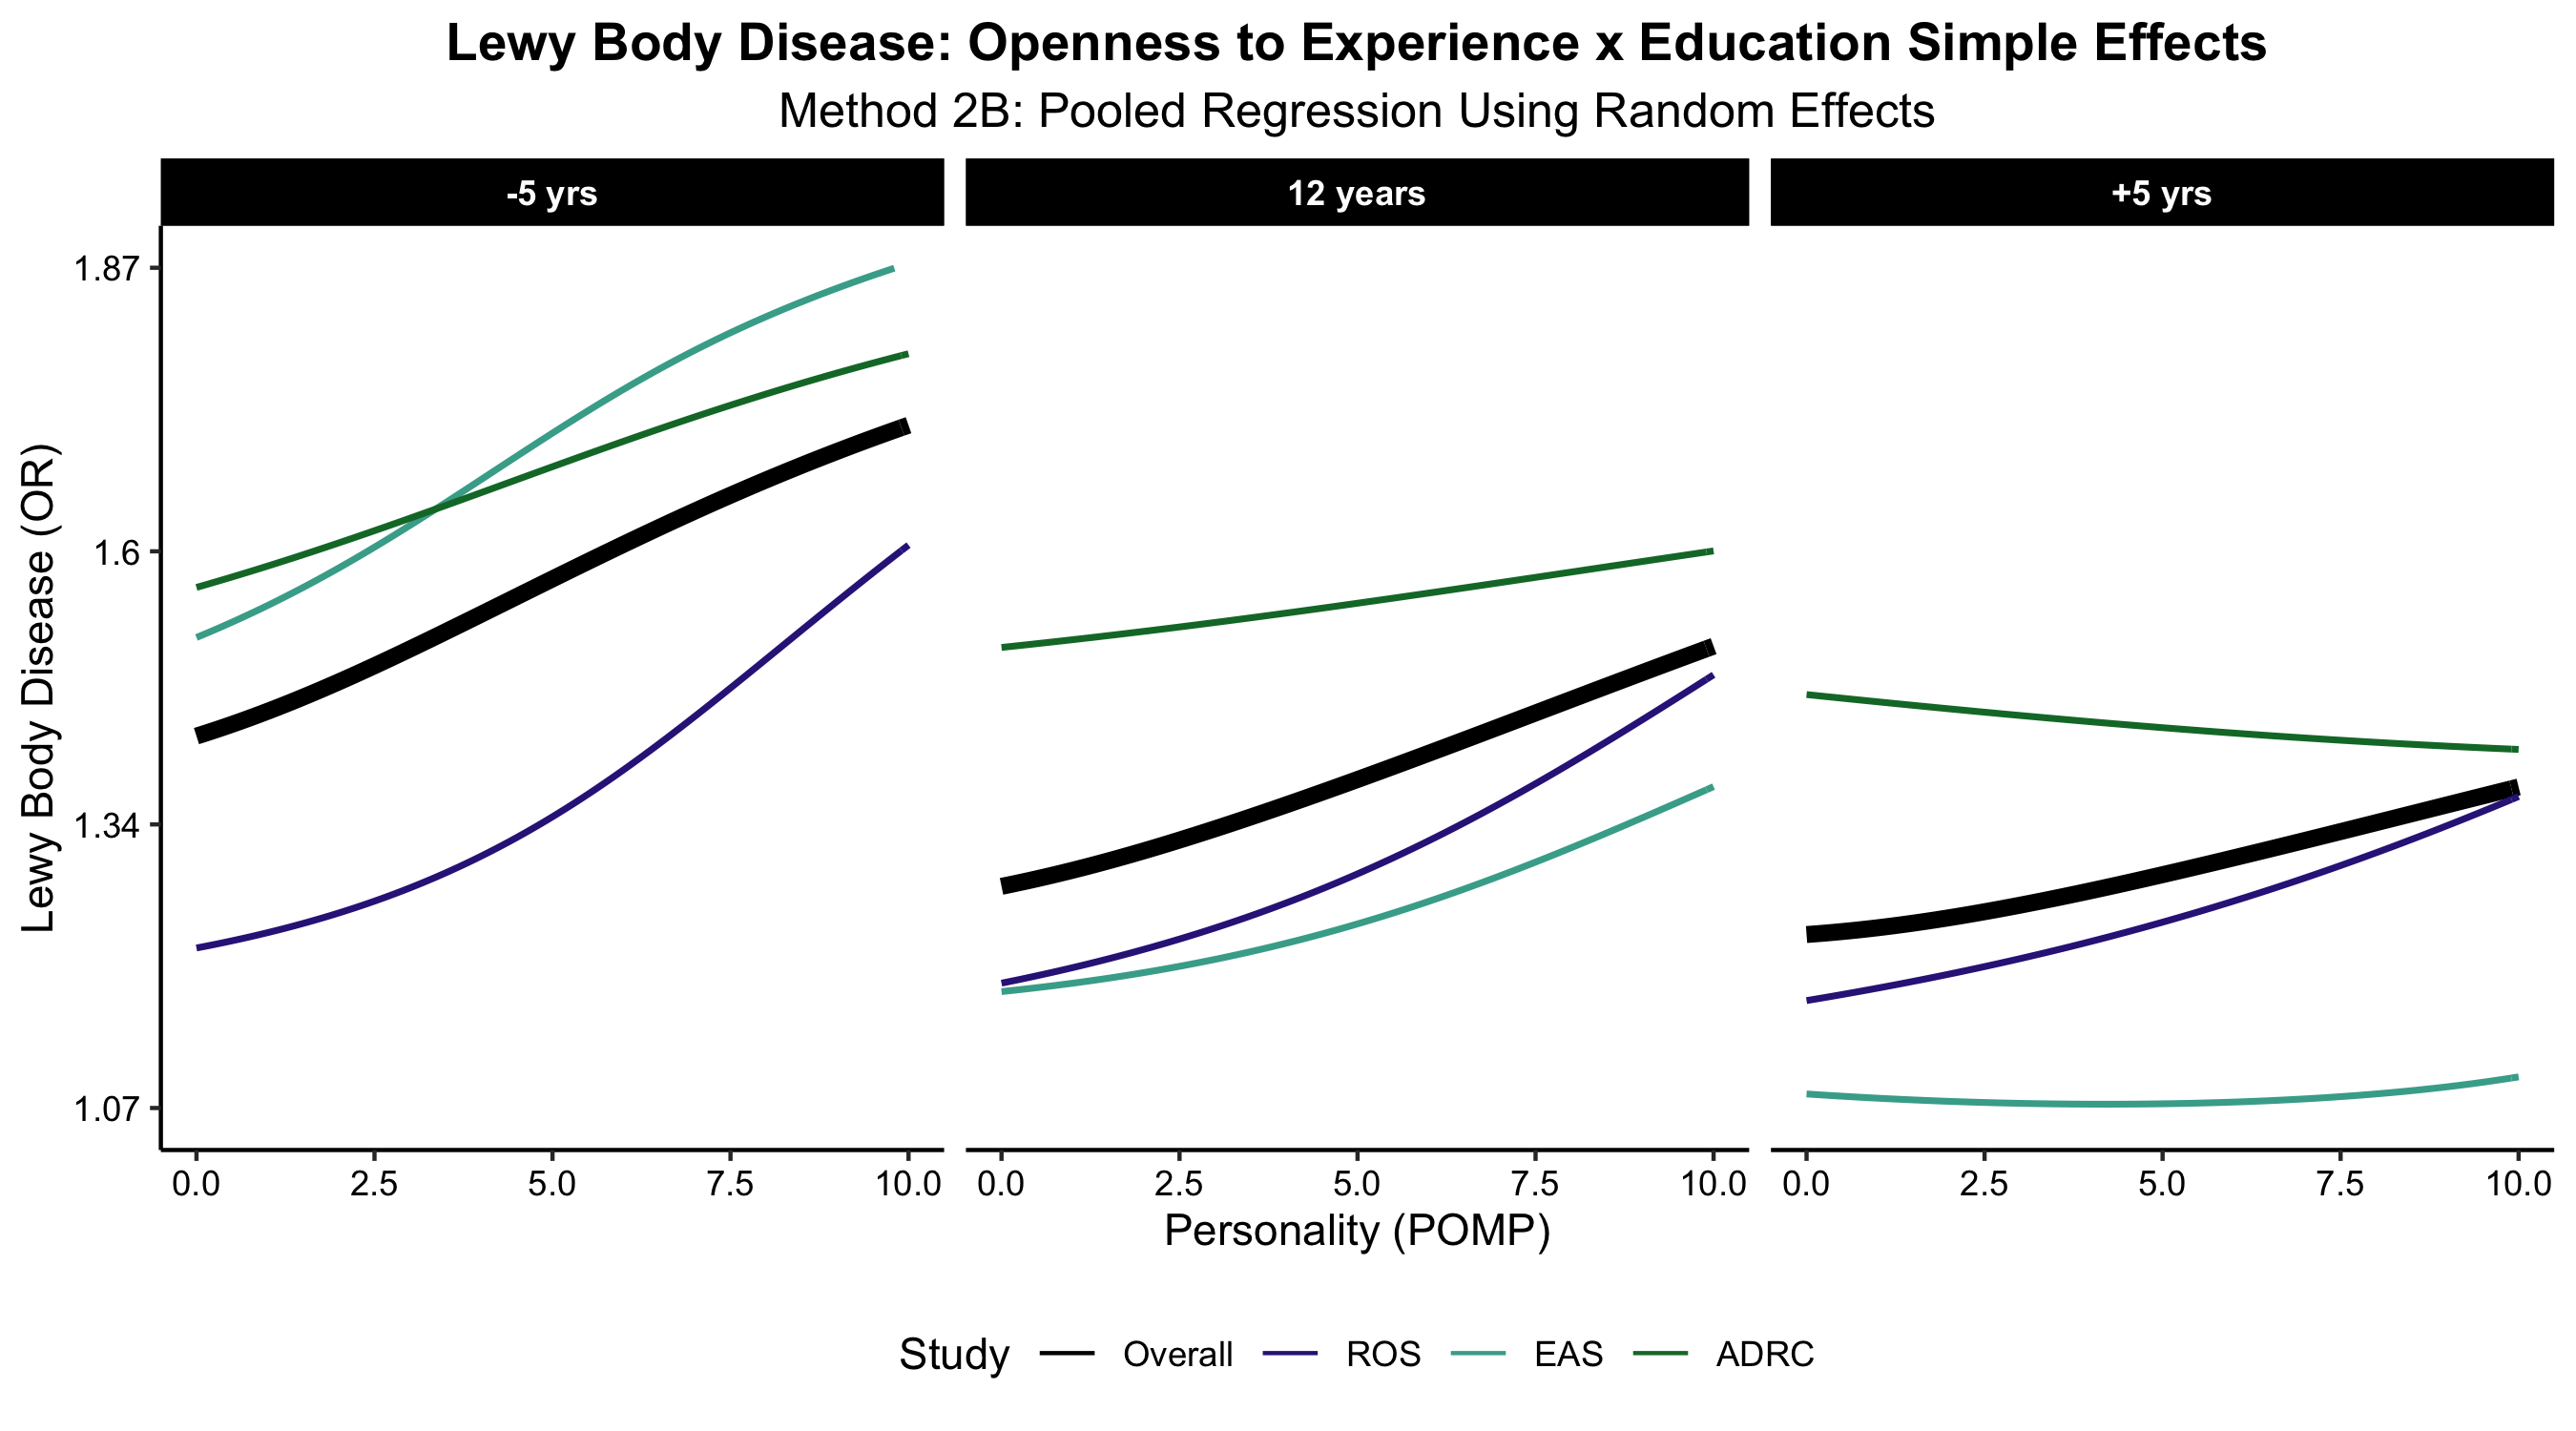 Lewy Body Disease: Openness to Experience x Education Simple Effects
Method 2B: Pooled Regression Using Random Effects
-5 yrs 12 years +5 yrs
Lewy Body Disease (OR)
1.87
1.6
1.34
1.07
0.0 2.5 5.0 7.5 10.0 0.0 2.5 5.0 7.5 10.0 0.0 2.5 5.0 7.5 10.0
Personality (POMP)
Study Overall ROS EAS ADRC